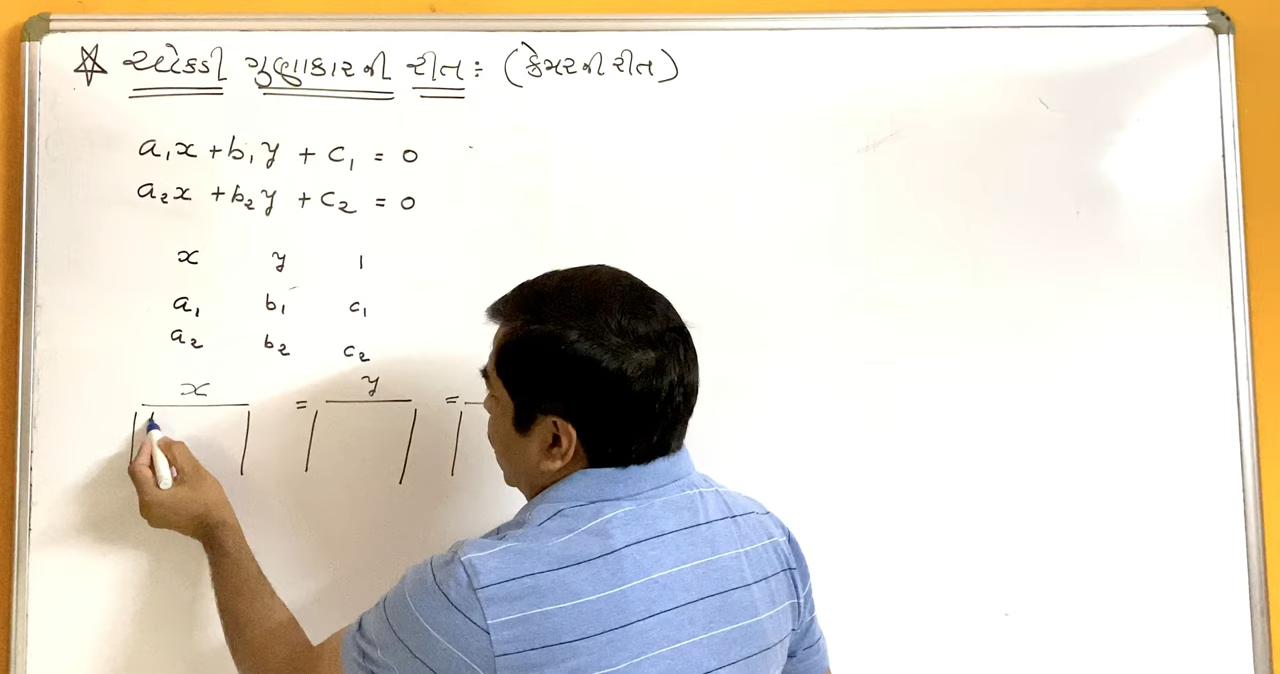 ☆ ચોકડી ગુણાકારની રીત : (ક્રેમરની રીત)
a₁x + b₁y + c₁ = 0
a₂x + b₂y + c₂ = 0
x y 1
a₁ b₁ c₁
a₂ b₂ c₂
x = y =